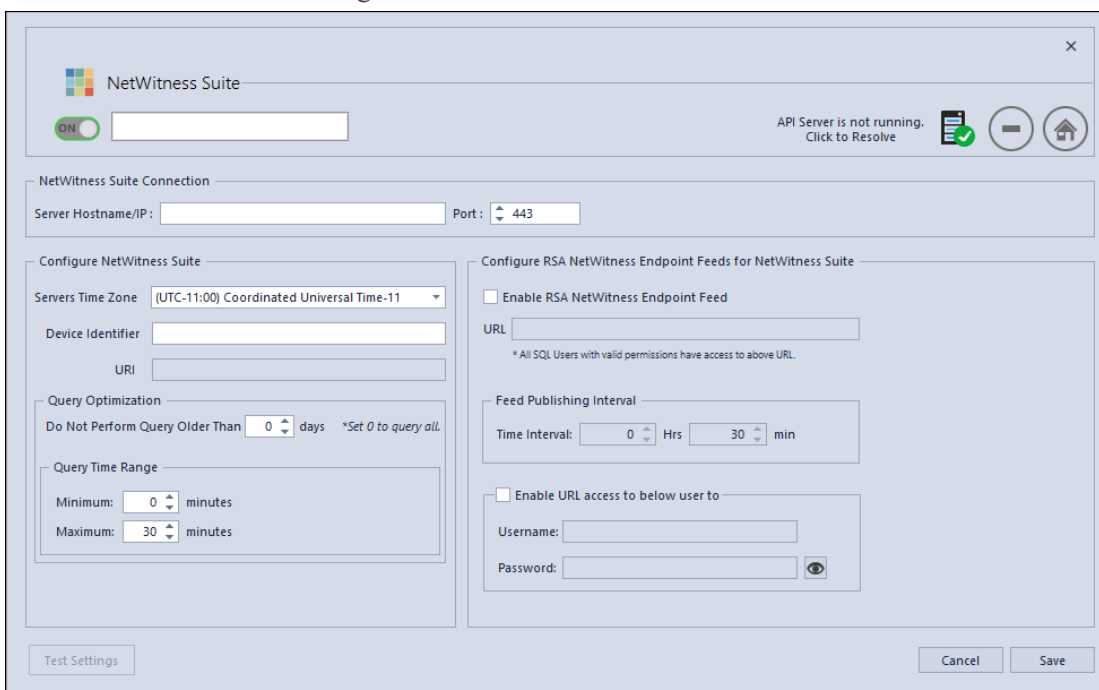 NetWitness Suite
ON
API Server is not running.
Click to Resolve
NetWitness Suite Connection
Server Hostname/IP :
Port : 443
Configure NetWitness Suite
Servers Time Zone (UTC-11:00) Coordinated Universal Time-11
Device Identifier
URI
Query Optimization
Do Not Perform Query Older Than 0 days *Set 0 to query all.
Query Time Range
Minimum: 0 minutes
Maximum: 30 minutes
Configure RSA NetWitness Endpoint Feeds for NetWitness Suite
Enable RSA NetWitness Endpoint Feed
URL
* All SQL Users with valid permissions have access to above URL.
Feed Publishing Interval
Time Interval: 0 Hrs 30 min
Enable URL access to below user to
Username:
Password:
Test Settings
Cancel Save